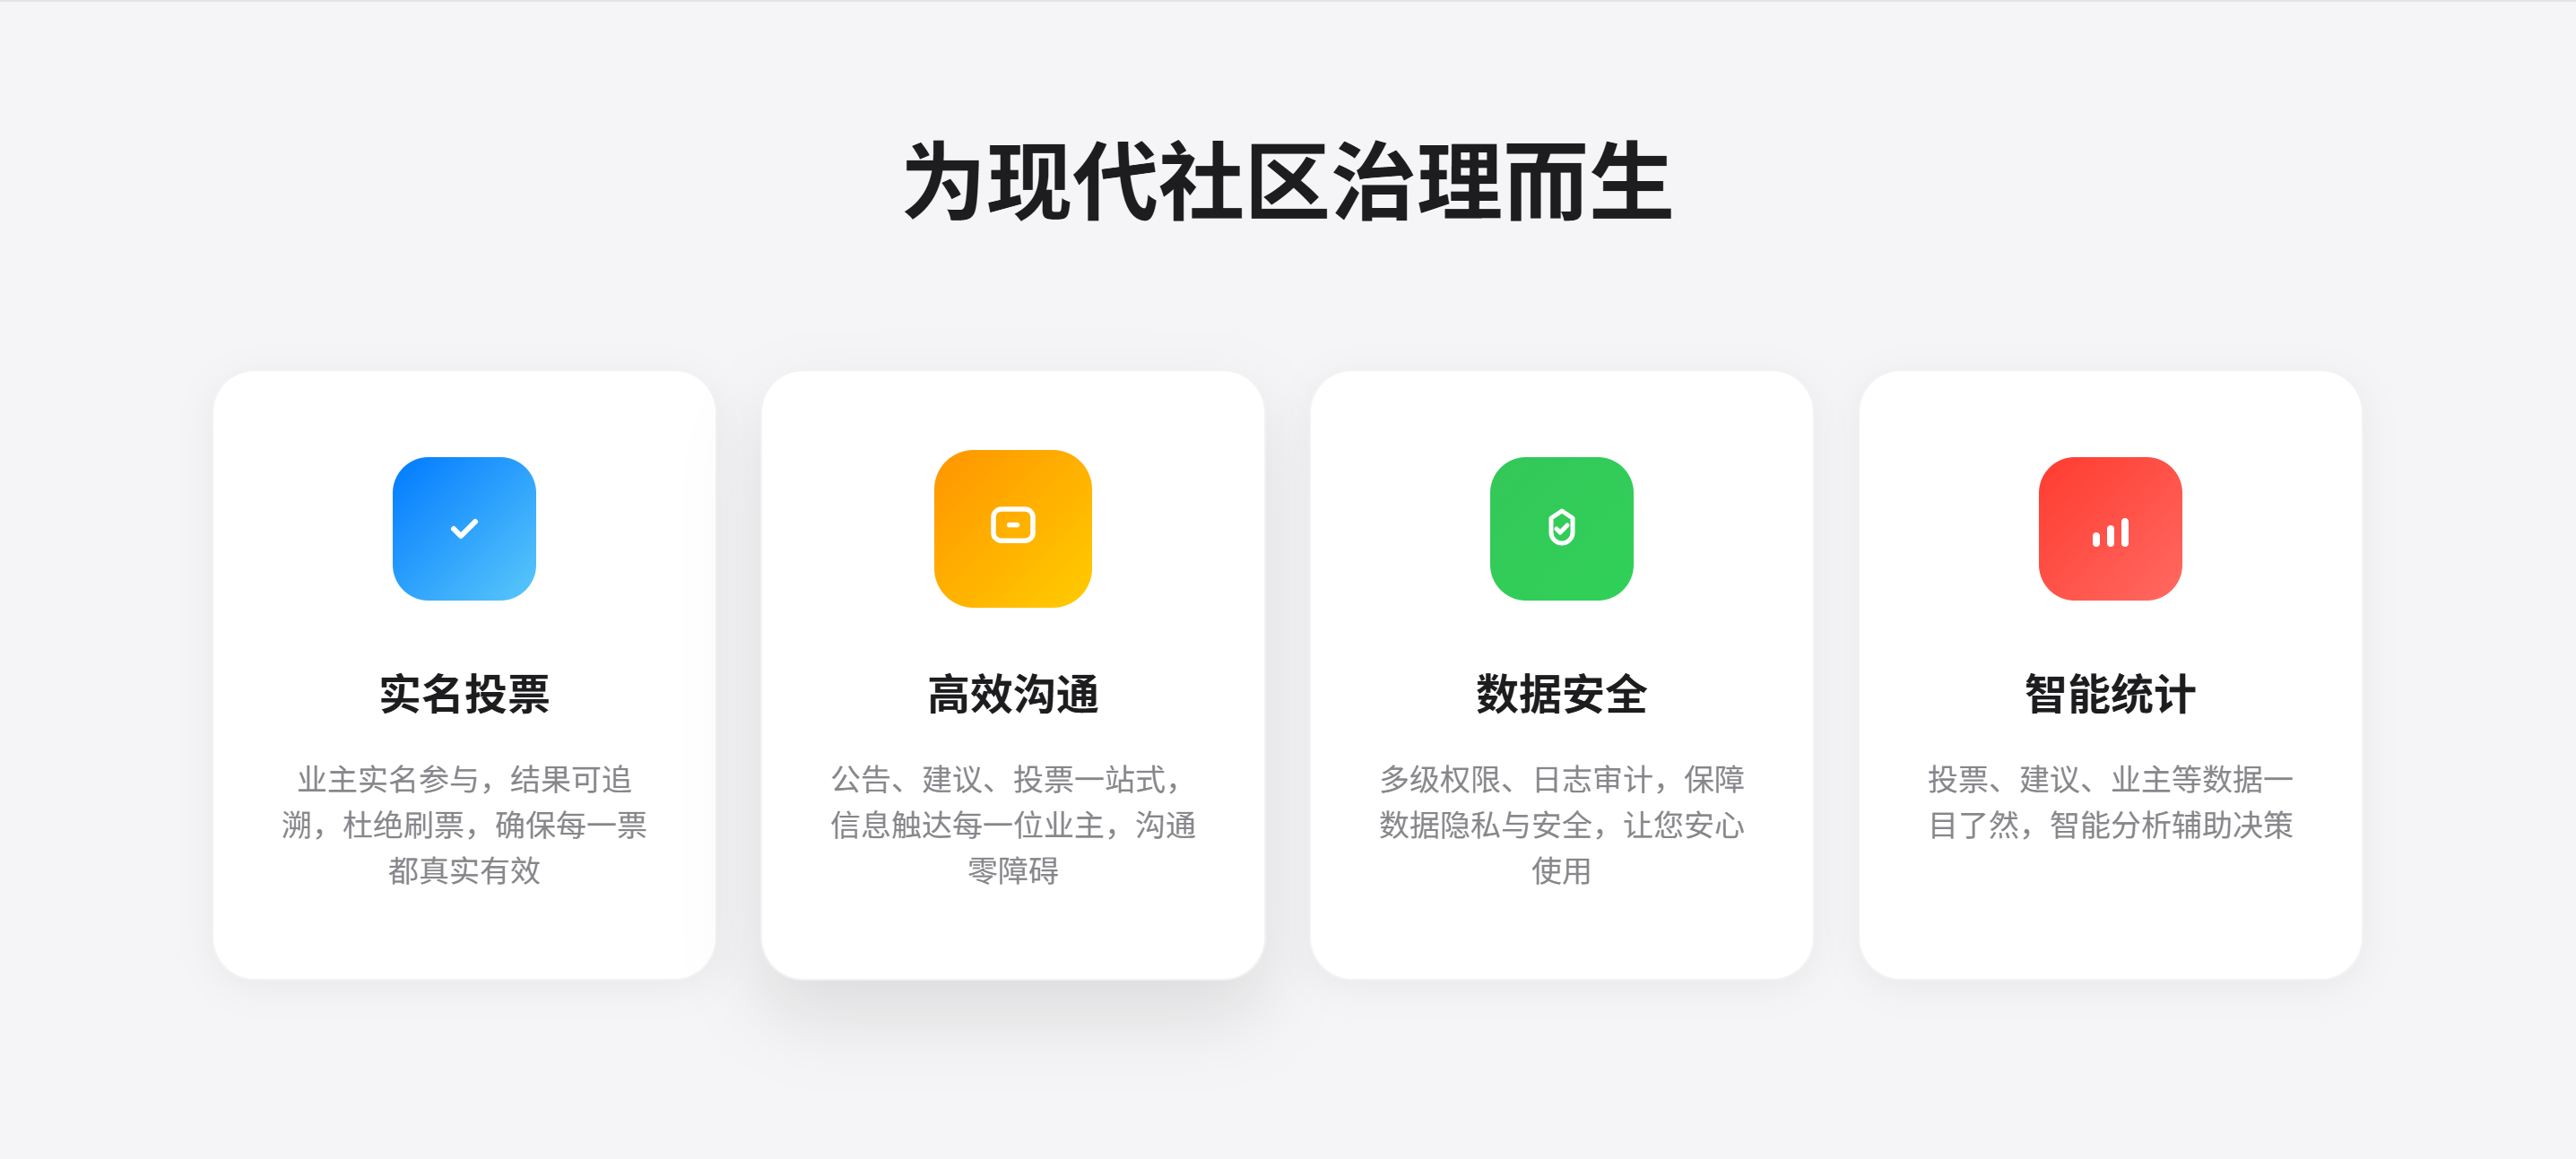 为现代社区治理而生
实名投票
业主实名参与，结果可追
溯，杜绝刷票，确保每一票
都真实有效
高效沟通
公告、建议、投票一站式，
信息触达每一位业主，沟通
零障碍
数据安全
多级权限、日志审计，保障
数据隐私与安全，让您安心
使用
智能统计
投票、建议、业主等数据一
目了然，智能分析辅助决策